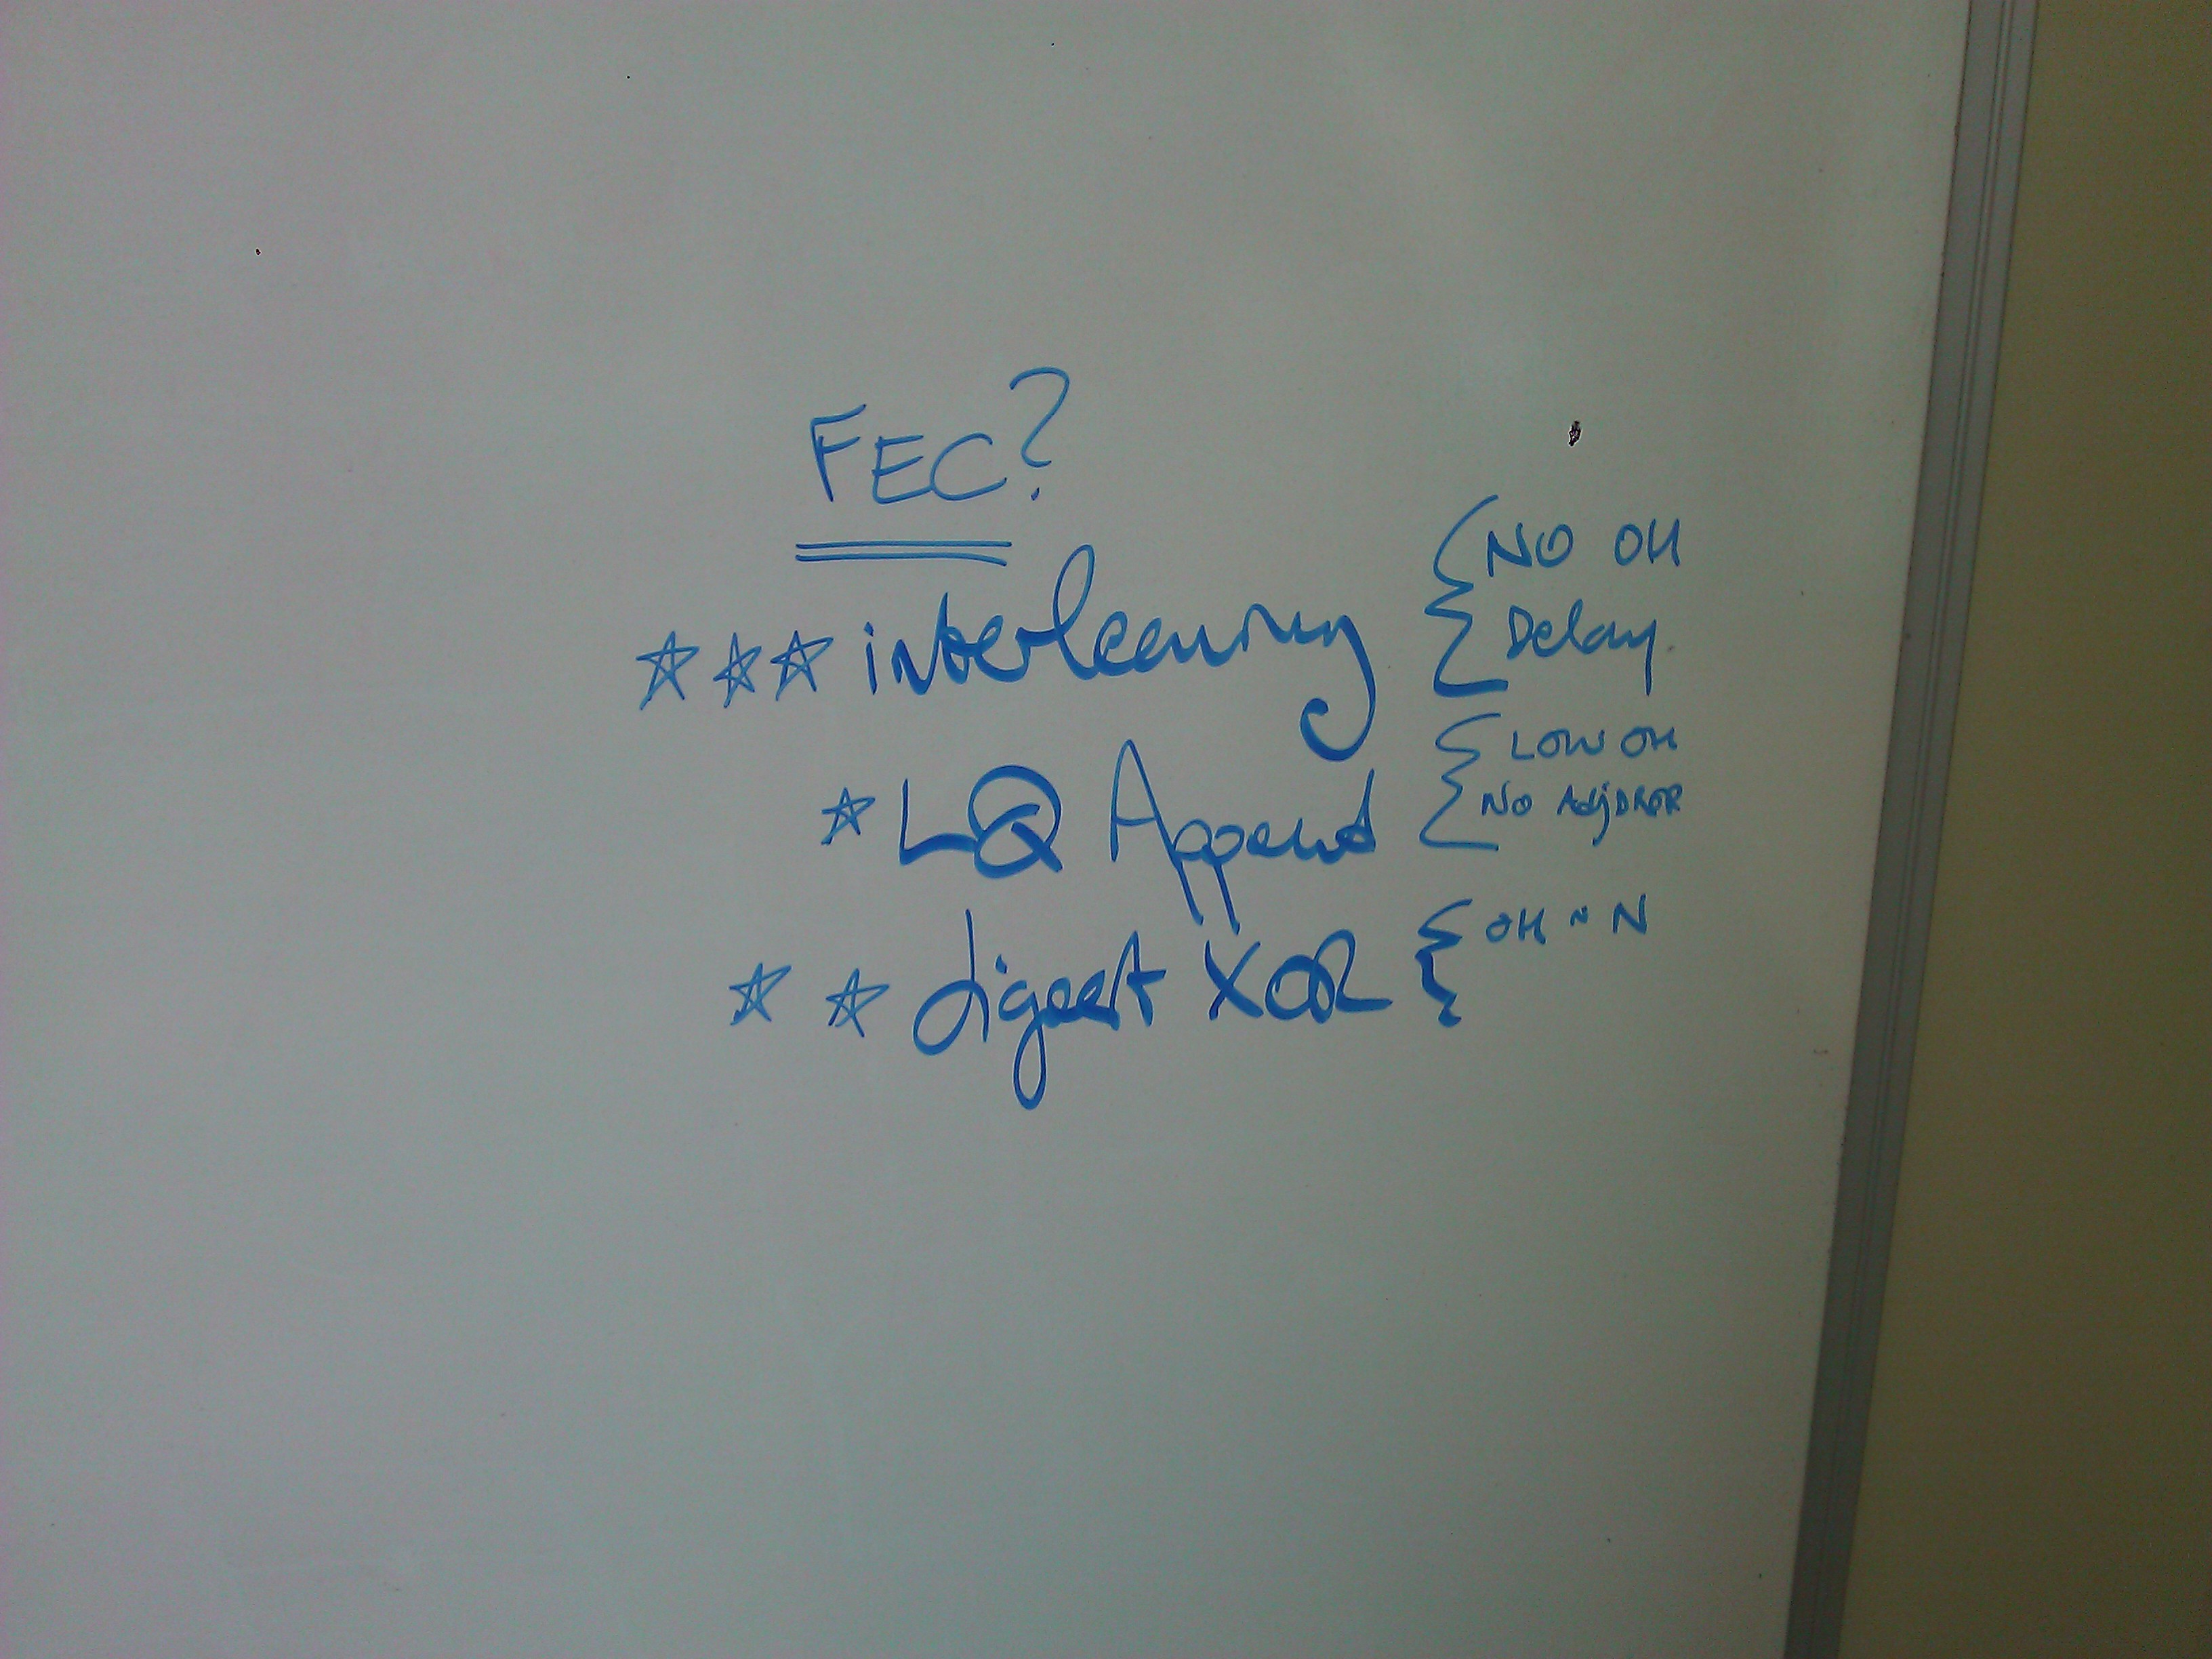 FEC?
☆☆☆ interleaving { NO OH
Delay.
☆ LQ Append { LOW OH
NO AdjDROP
☆ ☆ digest XOR { OH ~ N